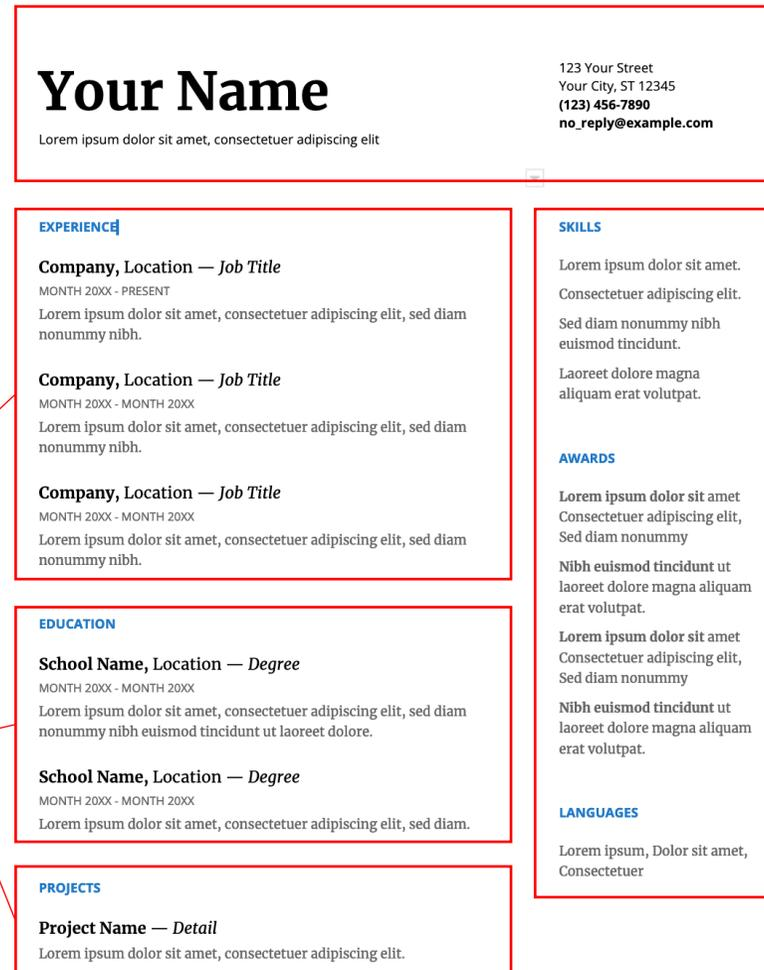 Your Name
Lorem ipsum dolor sit amet, consectetuer adipiscing elit
123 Your Street
Your City, ST 12345
(123) 456-7890
no_reply@example.com
EXPERIENCE
Company, Location — Job Title
MONTH 20XX - PRESENT
Lorem ipsum dolor sit amet, consectetuer adipiscing elit, sed diam
nonummy nibh.
Company, Location — Job Title
MONTH 20XX - MONTH 20XX
Lorem ipsum dolor sit amet, consectetuer adipiscing elit, sed diam
nonummy nibh.
Company, Location — Job Title
MONTH 20XX - MONTH 20XX
Lorem ipsum dolor sit amet, consectetuer adipiscing elit, sed diam
nonummy nibh.
EDUCATION
School Name, Location — Degree
MONTH 20XX - MONTH 20XX
Lorem ipsum dolor sit amet, consectetuer adipiscing elit, sed diam
nonummy nibh euismod tincidunt ut laoreet dolore.
School Name, Location — Degree
MONTH 20XX - MONTH 20XX
Lorem ipsum dolor sit amet, consectetuer adipiscing elit, sed diam.
PROJECTS
Project Name — Detail
Lorem ipsum dolor sit amet, consectetuer adipiscing elit.
SKILLS
Lorem ipsum dolor sit amet.
Consectetuer adipiscing elit.
Sed diam nonummy nibh
euismod tincidunt.
Laoreet dolore magna
aliquam erat volutpat.
AWARDS
Lorem ipsum dolor sit amet
Consectetuer adipiscing elit,
Sed diam nonummy
Nibh euismod tincidunt ut
laoreet dolore magna aliquam
erat volutpat.
Lorem ipsum dolor sit amet
Consectetuer adipiscing elit,
Sed diam nonummy
Nibh euismod tincidunt ut
laoreet dolore magna aliquam
erat volutpat.
LANGUAGES
Lorem ipsum, Dolor sit amet,
Consectetuer